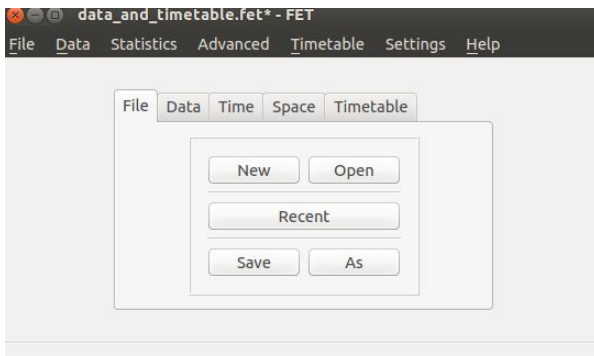 data_and_timetable.fet* - FET
File Data Statistics Advanced Timetable Settings Help
File Data Time Space Timetable
New Open
Recent
Save As